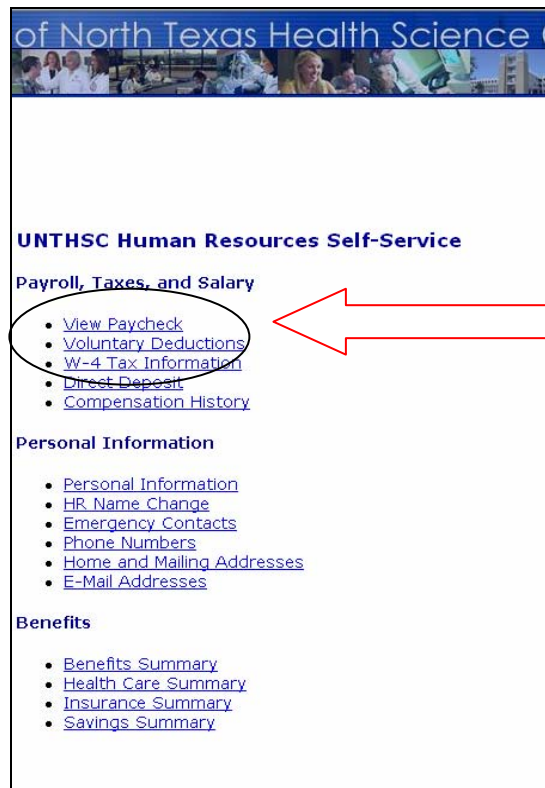 of North Texas Health Science
UNTHSC Human Resources Self-Service
Payroll, Taxes, and Salary
View Paycheck
Voluntary Deductions
W-4 Tax Information
Direct Deposit
Compensation History
Personal Information
Personal Information
HR Name Change
Emergency Contacts
Phone Numbers
Home and Mailing Addresses
E-Mail Addresses
Benefits
Benefits Summary
Health Care Summary
Insurance Summary
Savings Summary